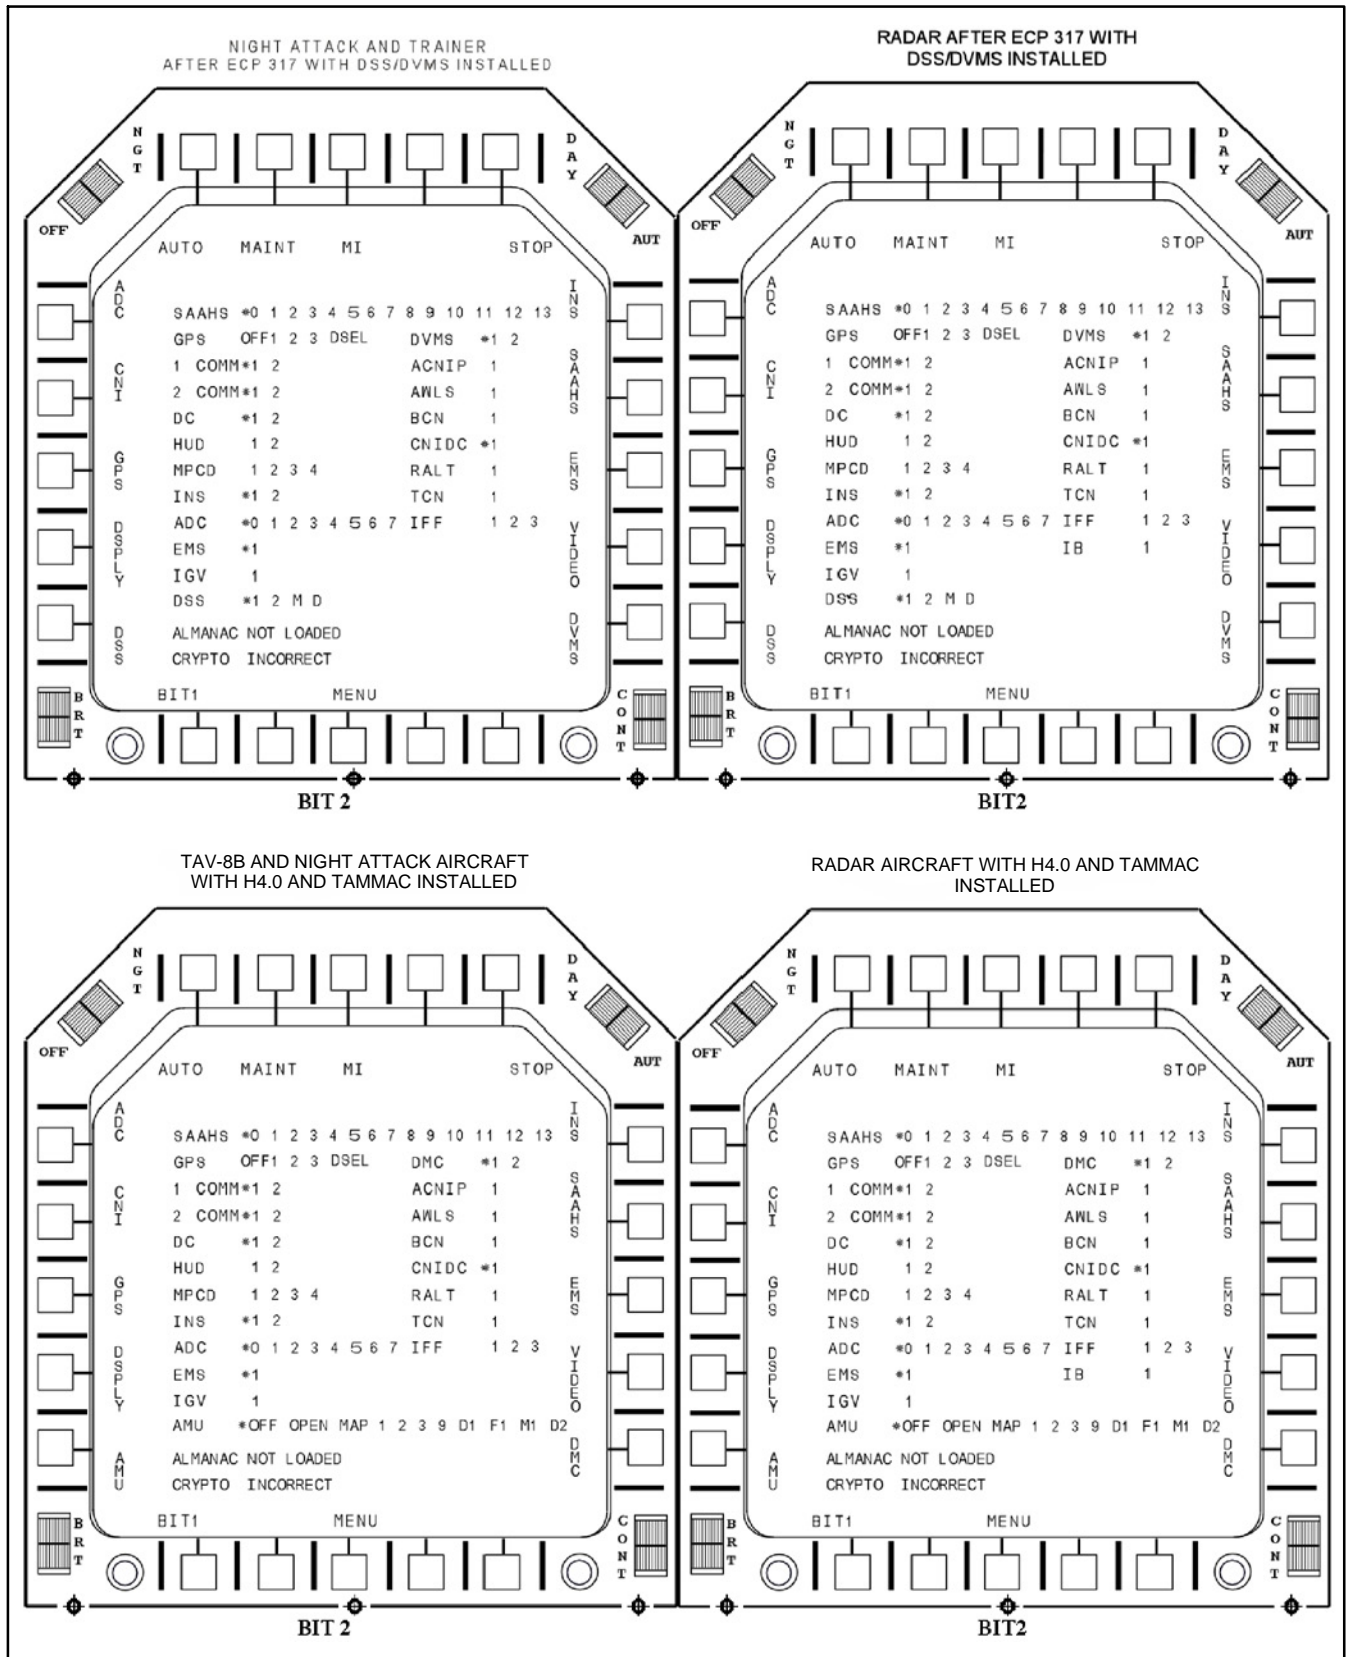 NIGHT ATTACK AND TRAINER
AFTER ECP 317 WITH DSS/DVMS INSTALLED
NGT
DAY
OFF
AUT
AUTO MAINT MI STOP
ADC
INS
SAAHS *0 1 2 3 4 5 6 7 8 9 10 11 12 13
GPS OFF1 2 3 DSEL DVMS *1 2
CNI
SAAHS
1 COMM*1 2 ACNIP 1
2 COMM*1 2 AWLS 1
DC *1 2 BCN 1
HUD 1 2 CNIDC *1
GPS
EMS
MPCD 1 2 3 4 RALT 1
INS *1 2 TCN 1
ADC *0 1 2 3 4 5 6 7 IFF 1 2 3
DSPLY
VIDEO
EMS *1
IGV 1
DSS *1 2 M D
DSS
DVMS
ALMANAC NOT LOADED
CRYPTO INCORRECT
BIT1 MENU
BRT
CONT
BIT 2
RADAR AFTER ECP 317 WITH
DSS/DVMS INSTALLED
NGT
DAY
OFF
AUT
AUTO MAINT MI STOP
ADC
INS
SAAHS *0 1 2 3 4 5 6 7 8 9 10 11 12 13
GPS OFF1 2 3 DSEL DVMS *1 2
CNI
SAAHS
1 COMM*1 2 ACNIP 1
2 COMM*1 2 AWLS 1
DC *1 2 BCN 1
HUD 1 2 CNIDC *1
GPS
EMS
MPCD 1 2 3 4 RALT 1
INS *1 2 TCN 1
ADC *0 1 2 3 4 5 6 7 IFF 1 2 3
DSPLY
VIDEO
EMS *1 IB 1
IGV 1
DSS *1 2 M D
DSS
DVMS
ALMANAC NOT LOADED
CRYPTO INCORRECT
BIT1 MENU
BRT
CONT
BIT2
TAV-8B AND NIGHT ATTACK AIRCRAFT
WITH H4.0 AND TAMMAC INSTALLED
NGT
DAY
OFF
AUT
AUTO MAINT MI STOP
ADC
INS
SAAHS *0 1 2 3 4 5 6 7 8 9 10 11 12 13
GPS OFF1 2 3 DSEL DMC *1 2
CNI
SAAHS
1 COMM*1 2 ACNIP 1
2 COMM*1 2 AWLS 1
DC *1 2 BCN 1
HUD 1 2 CNIDC *1
GPS
EMS
MPCD 1 2 3 4 RALT 1
INS *1 2 TCN 1
ADC *0 1 2 3 4 5 6 7 IFF 1 2 3
DSPLY
VIDEO
EMS *1
IGV 1
AMU *OFF OPEN MAP 1 2 3 9 D1 F1 M1 D2
AMU
DMC
ALMANAC NOT LOADED
CRYPTO INCORRECT
BIT1 MENU
BRT
CONT
BIT 2
RADAR AIRCRAFT WITH H4.0 AND TAMMAC
INSTALLED
NGT
DAY
OFF
AUT
AUTO MAINT MI STOP
ADC
INS
SAAHS *0 1 2 3 4 5 6 7 8 9 10 11 12 13
GPS OFF1 2 3 DSEL DMC *1 2
CNI
SAAHS
1 COMM*1 2 ACNIP 1
2 COMM*1 2 AWLS 1
DC *1 2 BCN 1
HUD 1 2 CNIDC *1
GPS
EMS
MPCD 1 2 3 4 RALT 1
INS *1 2 TCN 1
ADC *0 1 2 3 4 5 6 7 IFF 1 2 3
DSPLY
VIDEO
EMS *1 IB 1
IGV 1
AMU *OFF OPEN MAP 1 2 3 9 D1 F1 M1 D2
AMU
DMC
ALMANAC NOT LOADED
CRYPTO INCORRECT
BIT1 MENU
BRT
CONT
BIT2